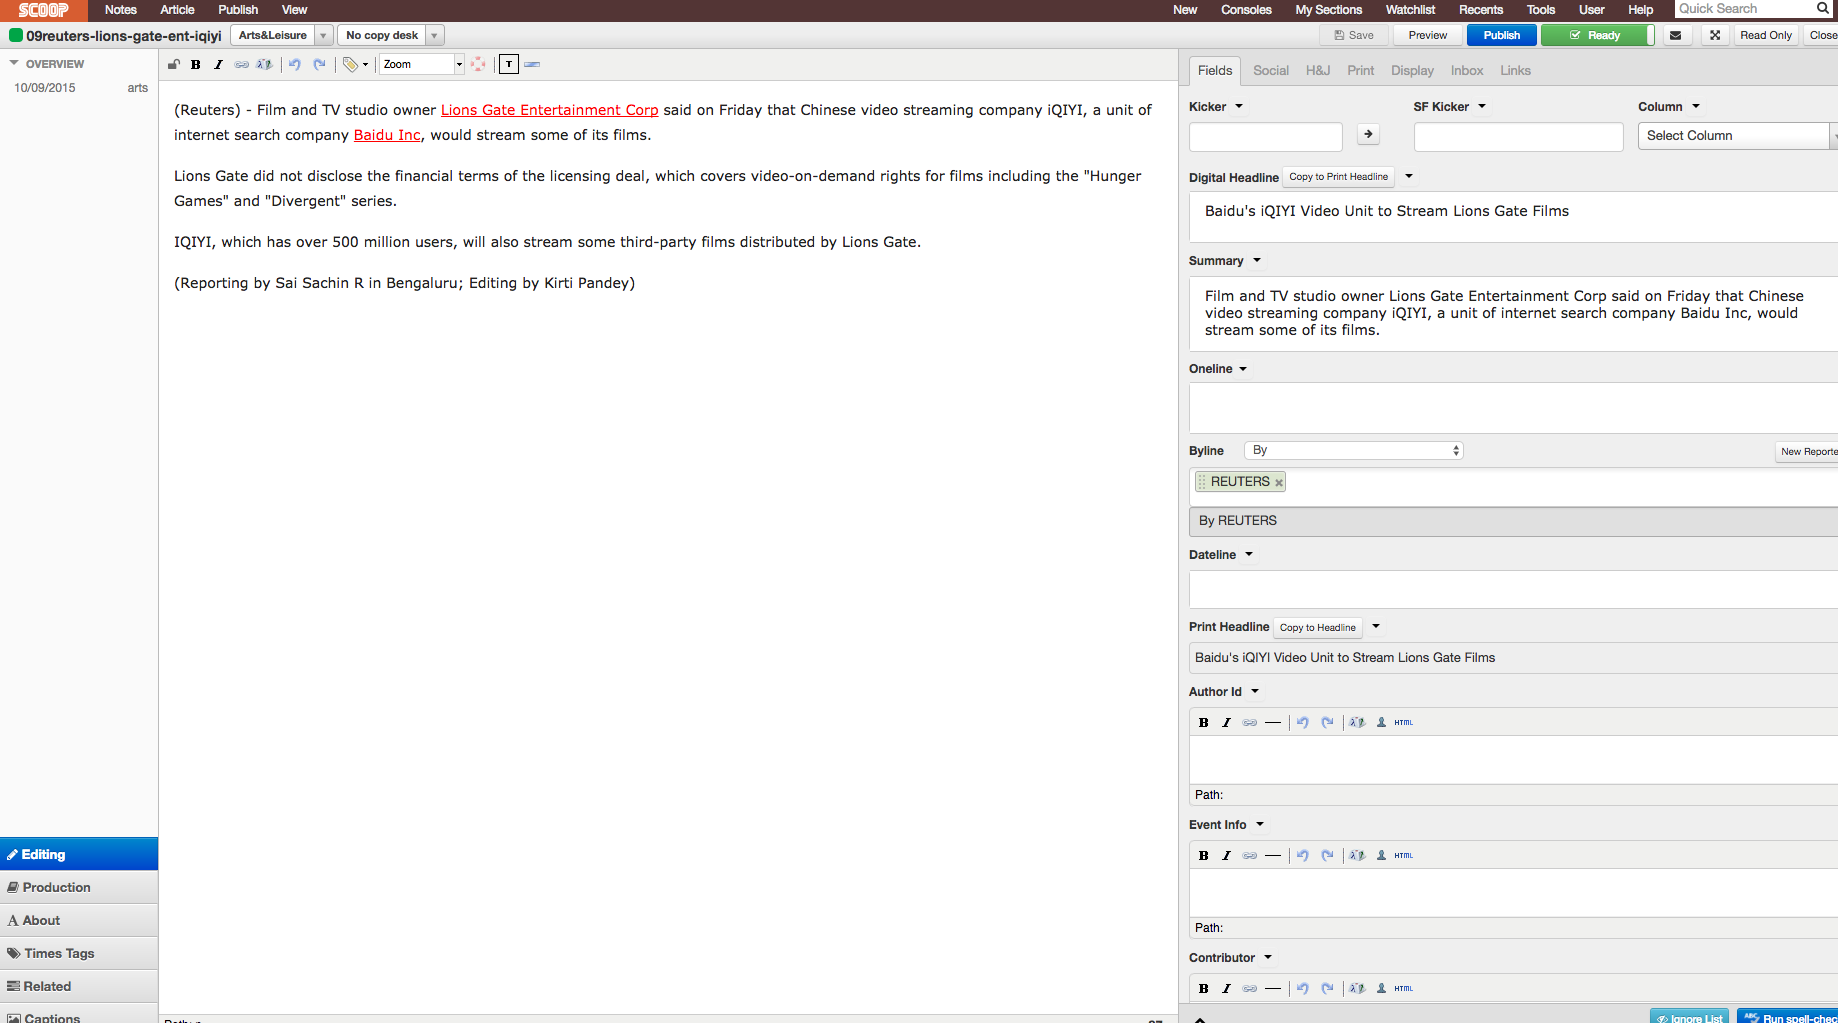 SCOOP Notes Article Publish View New Consoles My Sections Watchlist Recents Tools User Help Quick Search
09reuters-lions-gate-ent-iqiyi Arts&Leisure No copy desk Save Preview Publish Ready Read Only Close
OVERVIEW
10/09/2015 arts
B I Zoom T
(Reuters) - Film and TV studio owner Lions Gate Entertainment Corp said on Friday that Chinese video streaming company iQIYI, a unit of
internet search company Baidu Inc, would stream some of its films.
Lions Gate did not disclose the financial terms of the licensing deal, which covers video-on-demand rights for films including the "Hunger
Games" and "Divergent" series.
IQIYI, which has over 500 million users, will also stream some third-party films distributed by Lions Gate.
(Reporting by Sai Sachin R in Bengaluru; Editing by Kirti Pandey)
Editing
Production
A About
Times Tags
Related
Captions
Fields Social H&J Print Display Inbox Links
Kicker SF Kicker Column
Select Column
Digital Headline Copy to Print Headline
Baidu's iQIYI Video Unit to Stream Lions Gate Films
Summary
Film and TV studio owner Lions Gate Entertainment Corp said on Friday that Chinese
video streaming company iQIYI, a unit of internet search company Baidu Inc, would
stream some of its films.
Oneline
Byline By New Reporte
REUTERS ×
By REUTERS
Dateline
Print Headline Copy to Headline
Baidu's iQIYI Video Unit to Stream Lions Gate Films
Author Id
B I HTML
Path:
Event Info
B I HTML
Path:
Contributor
B I HTML
Ignore List Run spell-chec